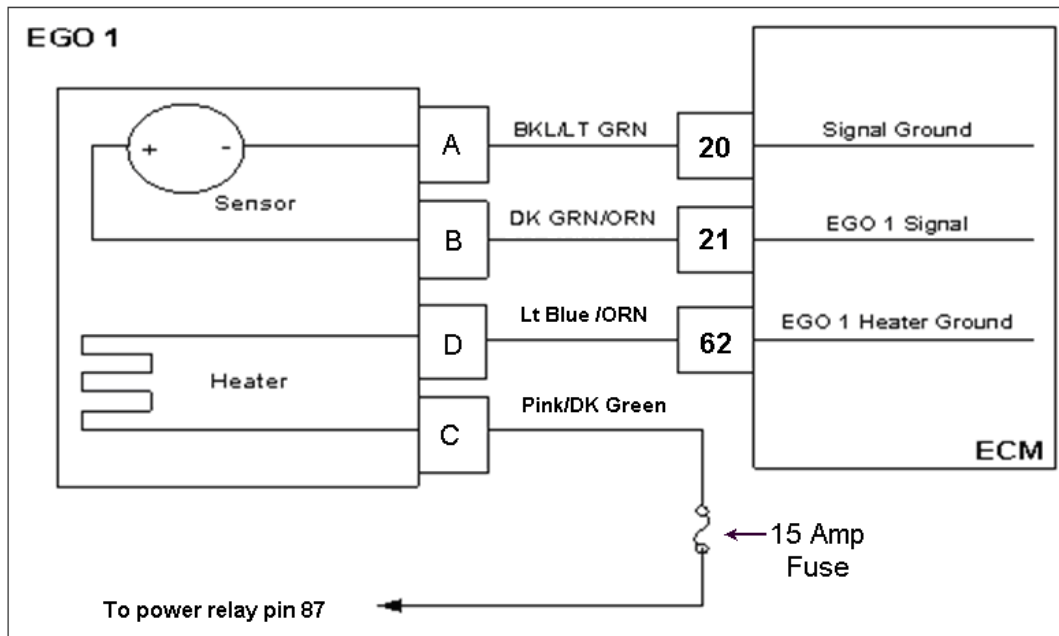 EGO 1
A
BKL/LT GRN
20
Signal Ground
+ -
Sensor
B
DK GRN/ORN
21
EGO 1 Signal
D
Lt Blue /ORN
62
EGO 1 Heater Ground
Heater
C
Pink/DK Green
ECM
15 Amp
Fuse
To power relay pin 87